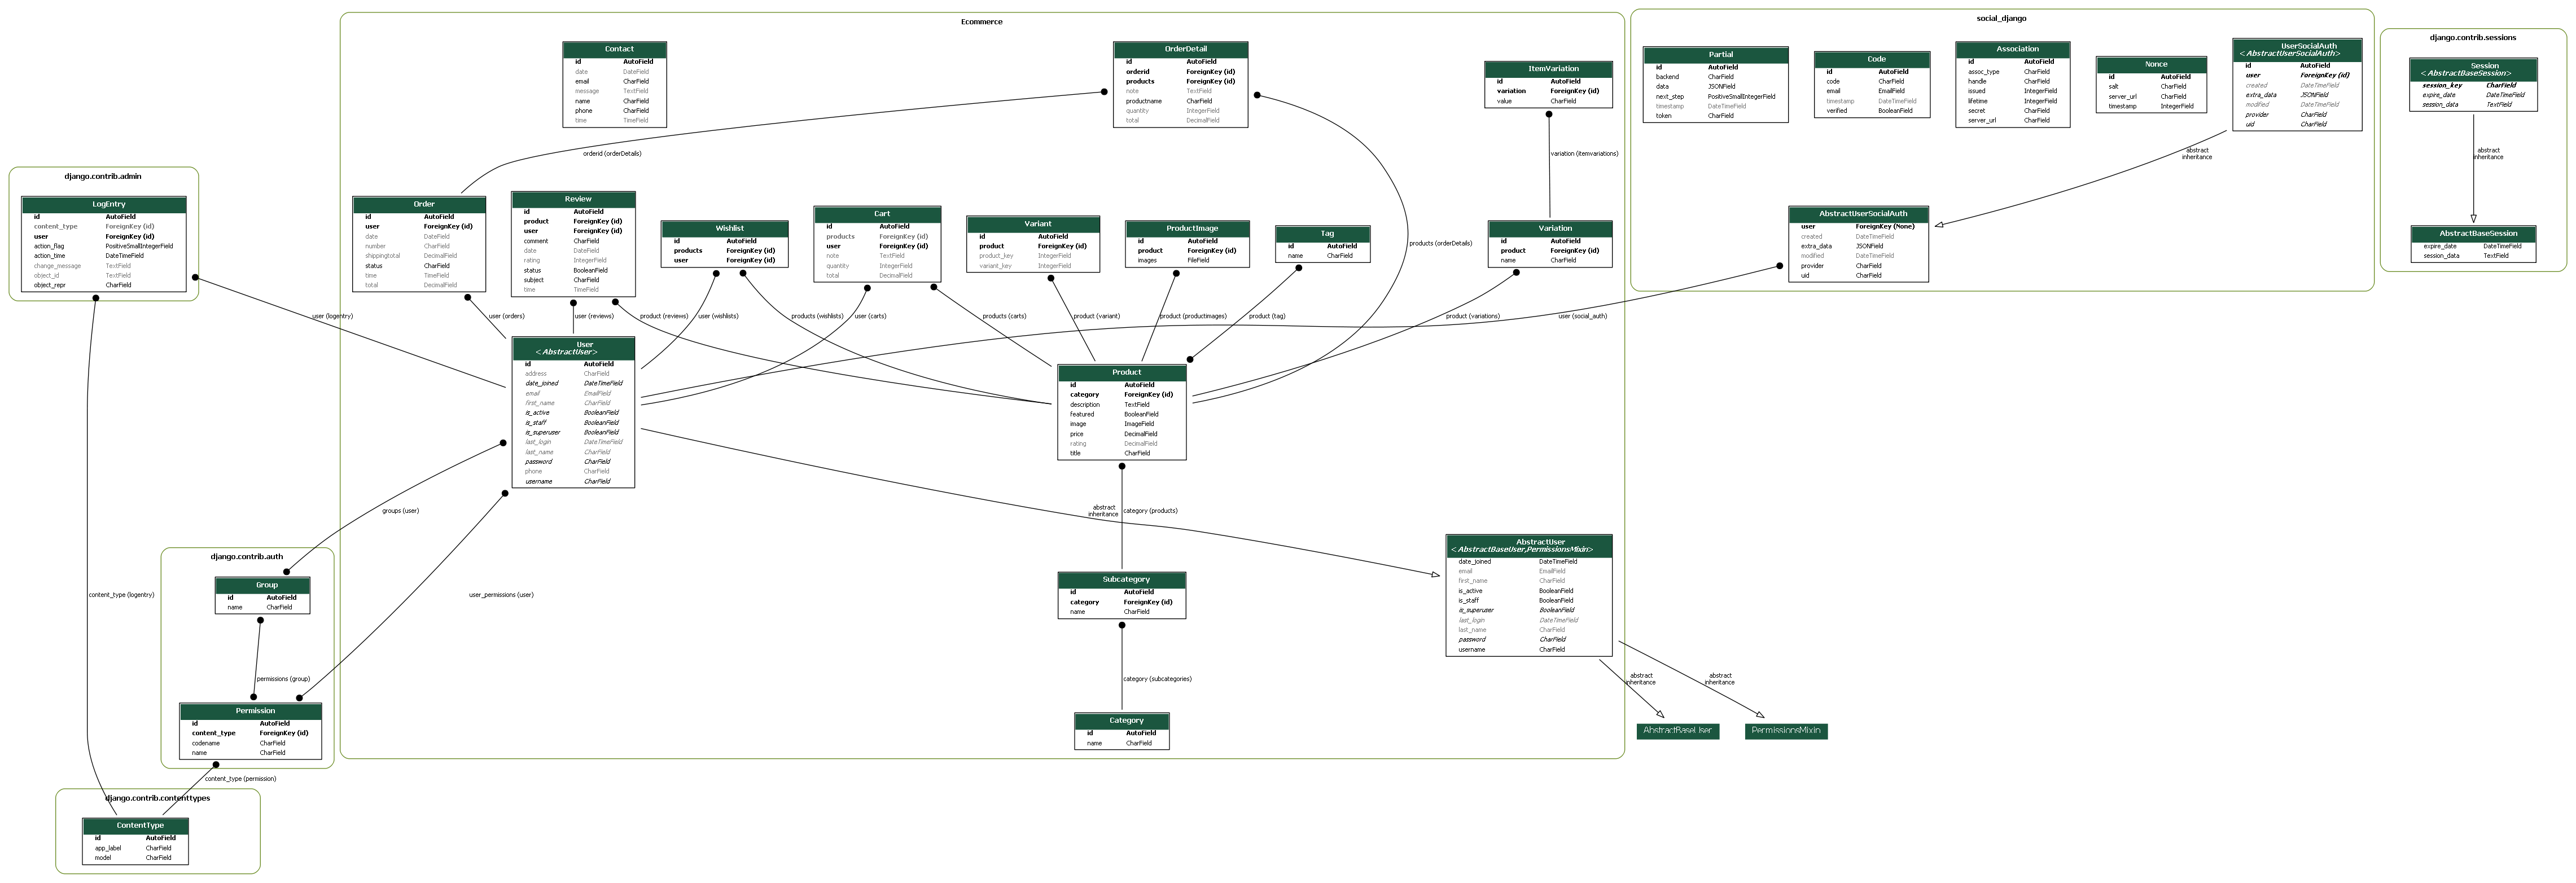 Ecommerce
Contact
id AutoField
date DateField
email CharField
message TextField
name CharField
phone CharField
time TimeField
OrderDetail
id AutoField
orderid ForeignKey (id)
products ForeignKey (id)
note TextField
productname CharField
quantity IntegerField
total DecimalField
ItemVariation
id AutoField
variation ForeignKey (id)
value CharField
orderid (orderDetails)
variation (itemvariations)
products (orderDetails)
Order
id AutoField
user ForeignKey (id)
date DateField
number CharField
shippingtotal DecimalField
status CharField
time TimeField
total DecimalField
Review
id AutoField
product ForeignKey (id)
user ForeignKey (id)
comment CharField
date DateField
rating IntegerField
status BooleanField
subject CharField
time TimeField
Wishlist
id AutoField
products ForeignKey (id)
user ForeignKey (id)
Cart
id AutoField
products ForeignKey (id)
user ForeignKey (id)
note TextField
quantity IntegerField
total DecimalField
Variant
id AutoField
product ForeignKey (id)
product_key IntegerField
variant_key IntegerField
ProductImage
id AutoField
product ForeignKey (id)
images FileField
Tag
id AutoField
name CharField
Variation
id AutoField
product ForeignKey (id)
name CharField
user (logentry)
user (orders)
user (reviews)
product (reviews)
user (wishlists)
products (wishlists)
user (carts)
products (carts)
product (variant)
product (productimages)
product (tag)
product (variations)
user (social_auth)
User
<AbstractUser>
id AutoField
address CharField
date_joined DateTimeField
email EmailField
first_name CharField
is_active BooleanField
is_staff BooleanField
is_superuser BooleanField
last_login DateTimeField
last_name CharField
password CharField
phone CharField
username CharField
Product
id AutoField
category ForeignKey (id)
description TextField
featured BooleanField
image ImageField
price DecimalField
rating DecimalField
title CharField
groups (user)
abstract
inheritance
category (products)
user_permissions (user)
Subcategory
id AutoField
category ForeignKey (id)
name CharField
category (subcategories)
Category
id AutoField
name CharField
AbstractUser
<AbstractBaseUser,PermissionsMixin>
date_joined DateTimeField
email EmailField
first_name CharField
is_active BooleanField
is_staff BooleanField
is_superuser BooleanField
last_login DateTimeField
last_name CharField
password CharField
username CharField
abstract
inheritance
abstract
inheritance
AbstractBaseUser
PermissionsMixin
django.contrib.admin
LogEntry
id AutoField
content_type ForeignKey (id)
user ForeignKey (id)
action_flag PositiveSmallIntegerField
action_time DateTimeField
change_message TextField
object_id TextField
object_repr CharField
content_type (logentry)
django.contrib.auth
Group
id AutoField
name CharField
permissions (group)
Permission
id AutoField
content_type ForeignKey (id)
codename CharField
name CharField
content_type (permission)
django.contrib.contenttypes
ContentType
id AutoField
app_label CharField
model CharField
social_django
Partial
id AutoField
backend CharField
data JSONField
next_step PositiveSmallIntegerField
timestamp DateTimeField
token CharField
Code
id AutoField
code CharField
email EmailField
timestamp DateTimeField
verified BooleanField
Association
id AutoField
assoc_type CharField
handle CharField
issued IntegerField
lifetime IntegerField
secret CharField
server_url CharField
Nonce
id AutoField
salt CharField
server_url CharField
timestamp IntegerField
UserSocialAuth
<AbstractUserSocialAuth>
id AutoField
user ForeignKey (id)
created DateTimeField
extra_data JSONField
modified DateTimeField
provider CharField
uid CharField
abstract
inheritance
AbstractUserSocialAuth
user ForeignKey (None)
created DateTimeField
extra_data JSONField
modified DateTimeField
provider CharField
uid CharField
django.contrib.sessions
Session
<AbstractBaseSession>
session_key CharField
expire_date DateTimeField
session_data TextField
abstract
inheritance
AbstractBaseSession
expire_date DateTimeField
session_data TextField